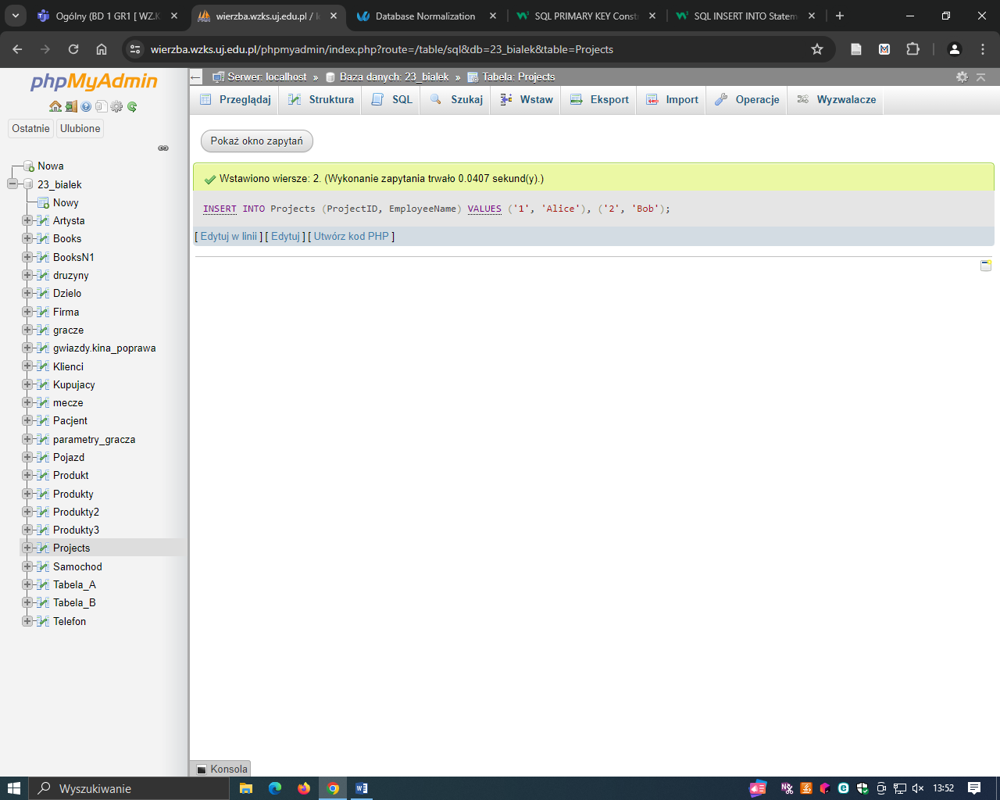 Ogólny (BD 1 GR1 [ WZ.K
wierzba.wzks.uj.edu.pl / l
Database Normalization
SQL PRIMARY KEY Const
SQL INSERT INTO Statem
wierzba.wzks.uj.edu.pl/phpmyadmin/index.php?route=/table/sql&db=23_bialek&table=Projects
phpMyAdmin
Ostatnie
Ulubione
Nowa
23_bialek
Nowy
Artysta
Books
BooksN1
druzyny
Dzielo
Firma
gracze
gwiazdy.kina_poprawa
Klienci
Kupujacy
mecze
Pacjent
parametry_gracza
Pojazd
Produkt
Produkty
Produkty2
Produkty3
Projects
Samochod
Tabela_A
Tabela_B
Telefon
Serwer: localhost » Baza danych: 23_bialek » Tabela: Projects
Przeglądaj Struktura SQL Szukaj Wstaw Eksport Import Operacje Wyzwalacze
Pokaż okno zapytań
Wstawiono wiersze: 2. (Wykonanie zapytania trwało 0.0407 sekund(y).)
INSERT INTO Projects (ProjectID, EmployeeName) VALUES ('1', 'Alice'), ('2', 'Bob');
[ Edytuj w linii ] [ Edytuj ] [ Utwórz kod PHP ]
Konsola
Wyszukiwanie
13:52